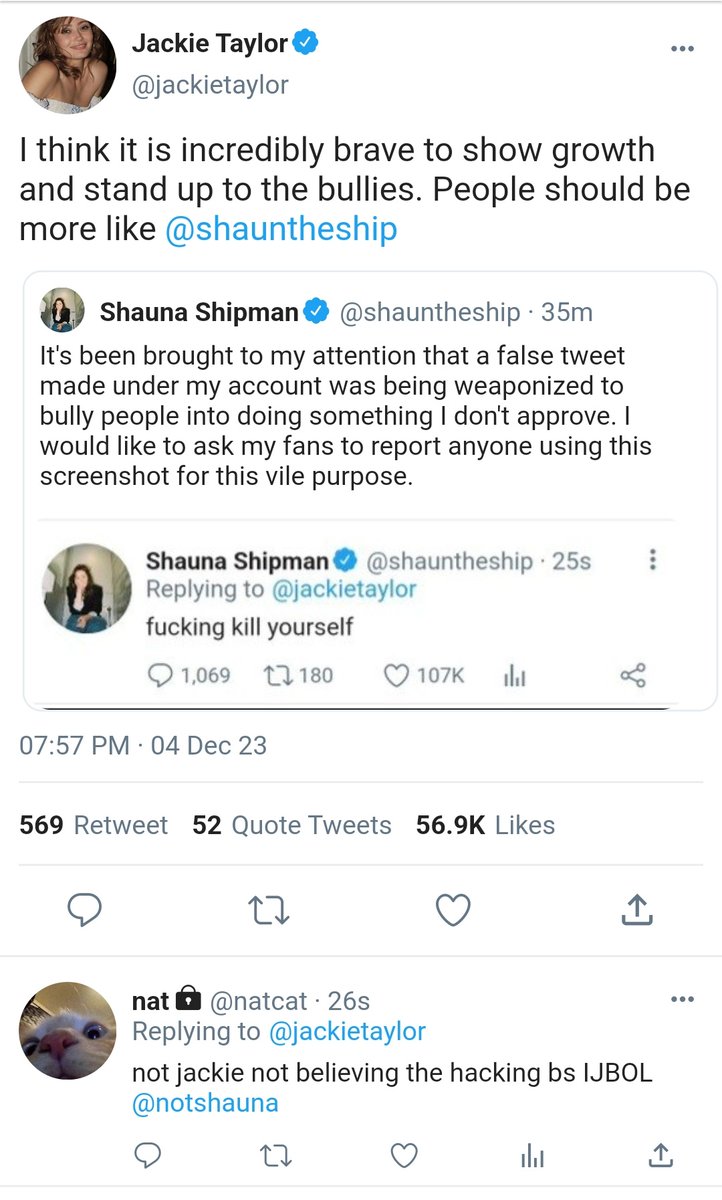 Jackie Taylor
@jackietaylor
I think it is incredibly brave to show growth
and stand up to the bullies. People should be
more like @shauntheship
Shauna Shipman @shauntheship · 35m
It's been brought to my attention that a false tweet
made under my account was being weaponized to
bully people into doing something I don't approve. I
would like to ask my fans to report anyone using this
screenshot for this vile purpose.
Shauna Shipman @shauntheship · 25s
Replying to @jackietaylor
fucking kill yourself
1,069 180 107K
07:57 PM · 04 Dec 23
569 Retweet 52 Quote Tweets 56.9K Likes
nat @natcat · 26s
Replying to @jackietaylor
not jackie not believing the hacking bs IJBOL
@notshauna